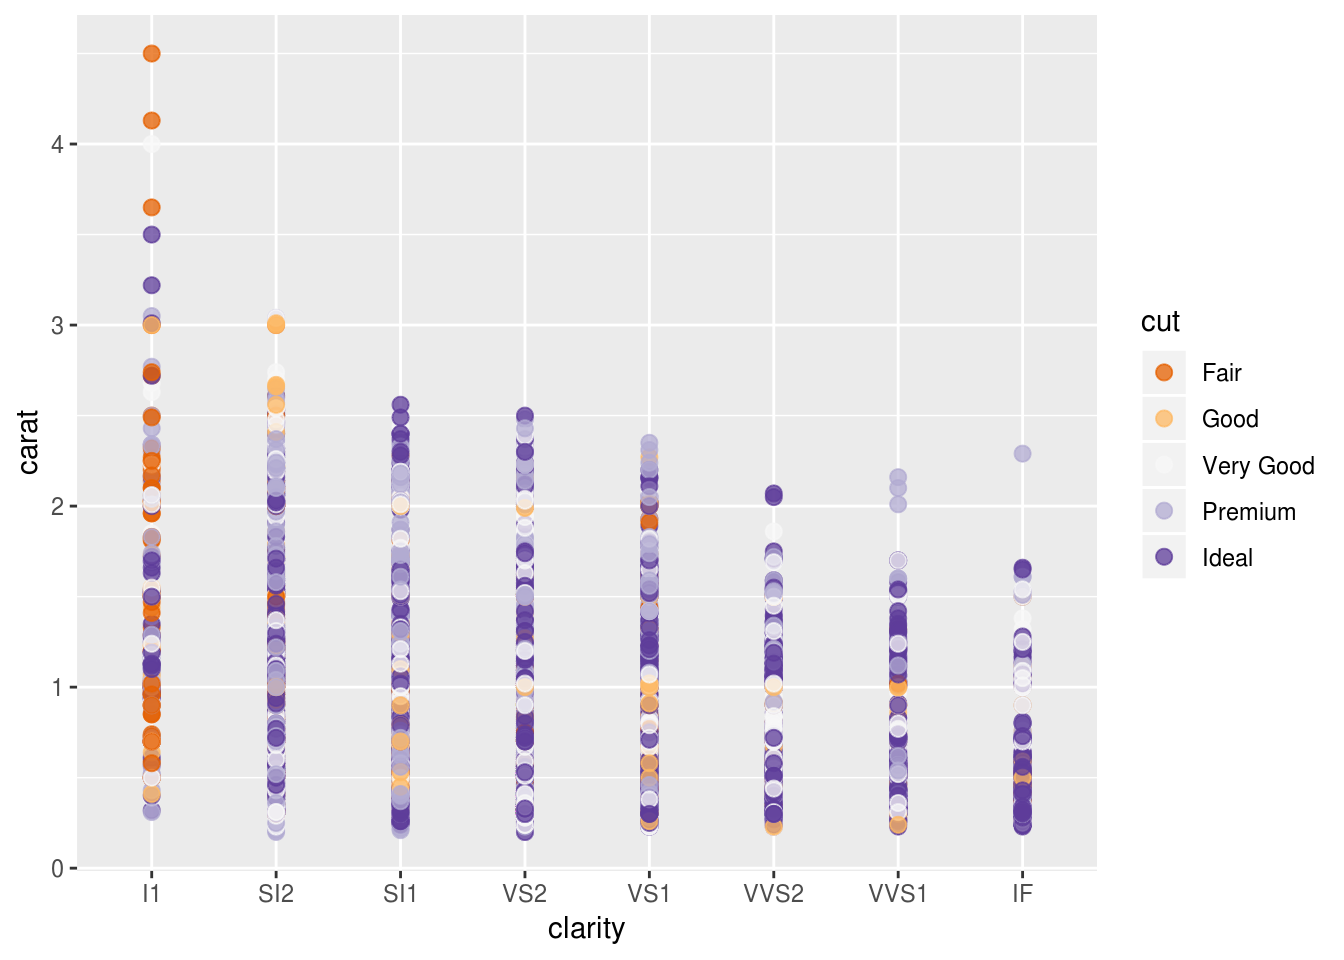 4
3
2
1
0
carat
I1 SI2 SI1 VS2 VS1 VVS2 VVS1 IF
clarity
cut
Fair
Good
Very Good
Premium
Ideal